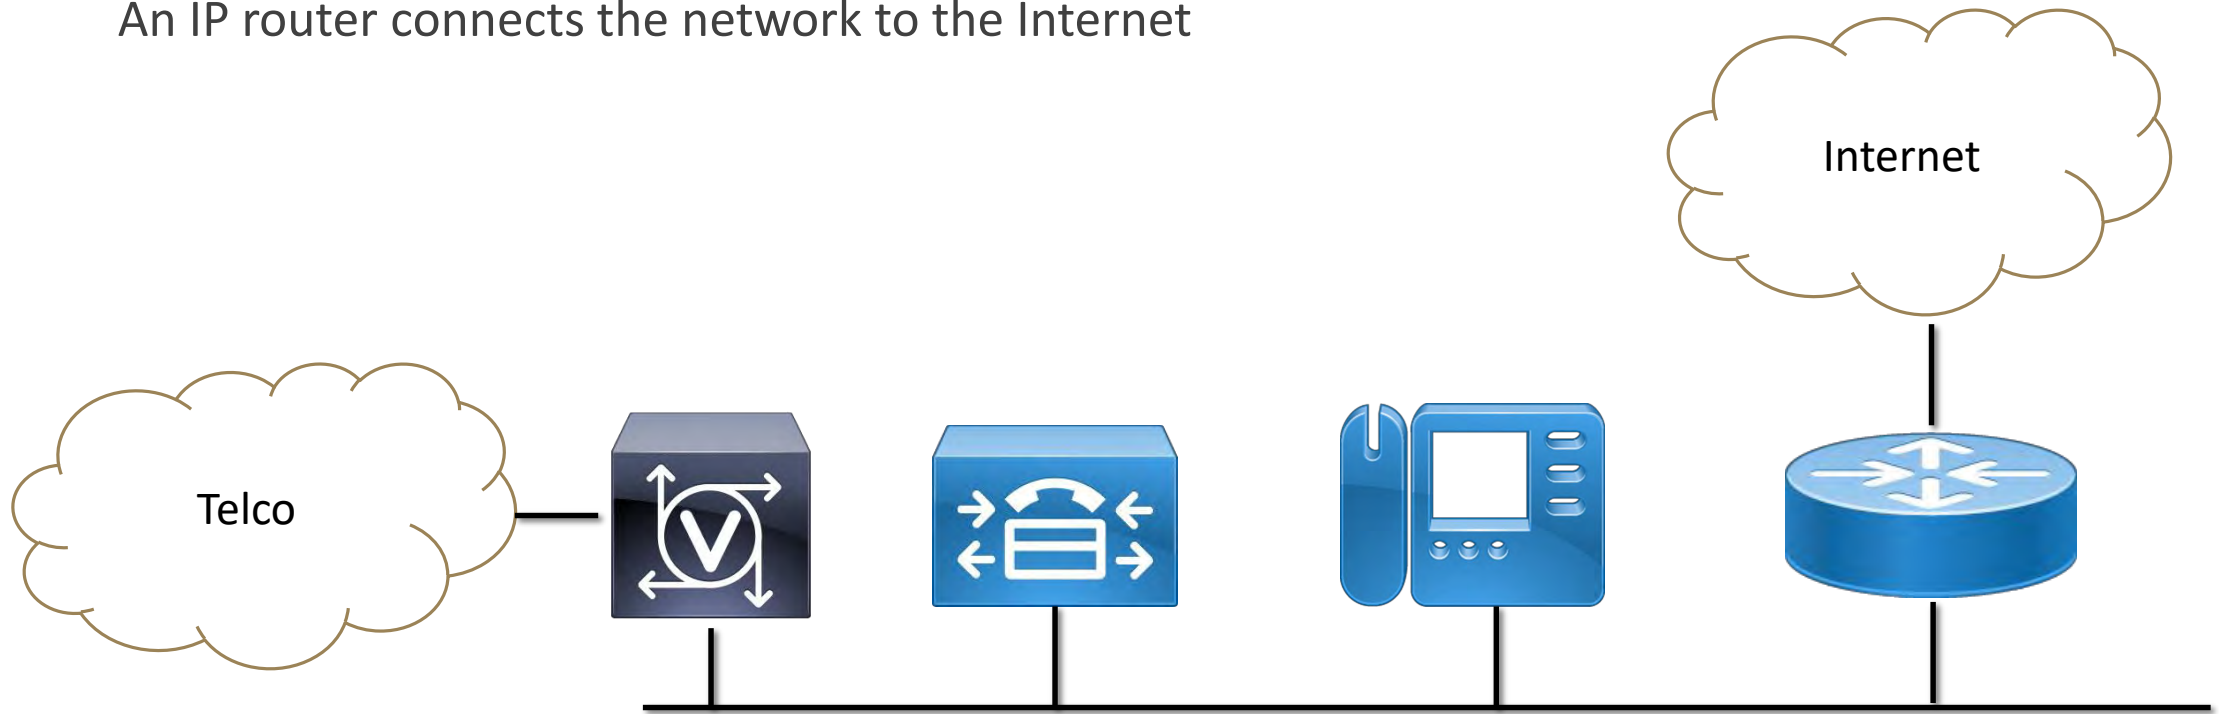 An IP router connects the network to the Internet
Internet
Telco
V